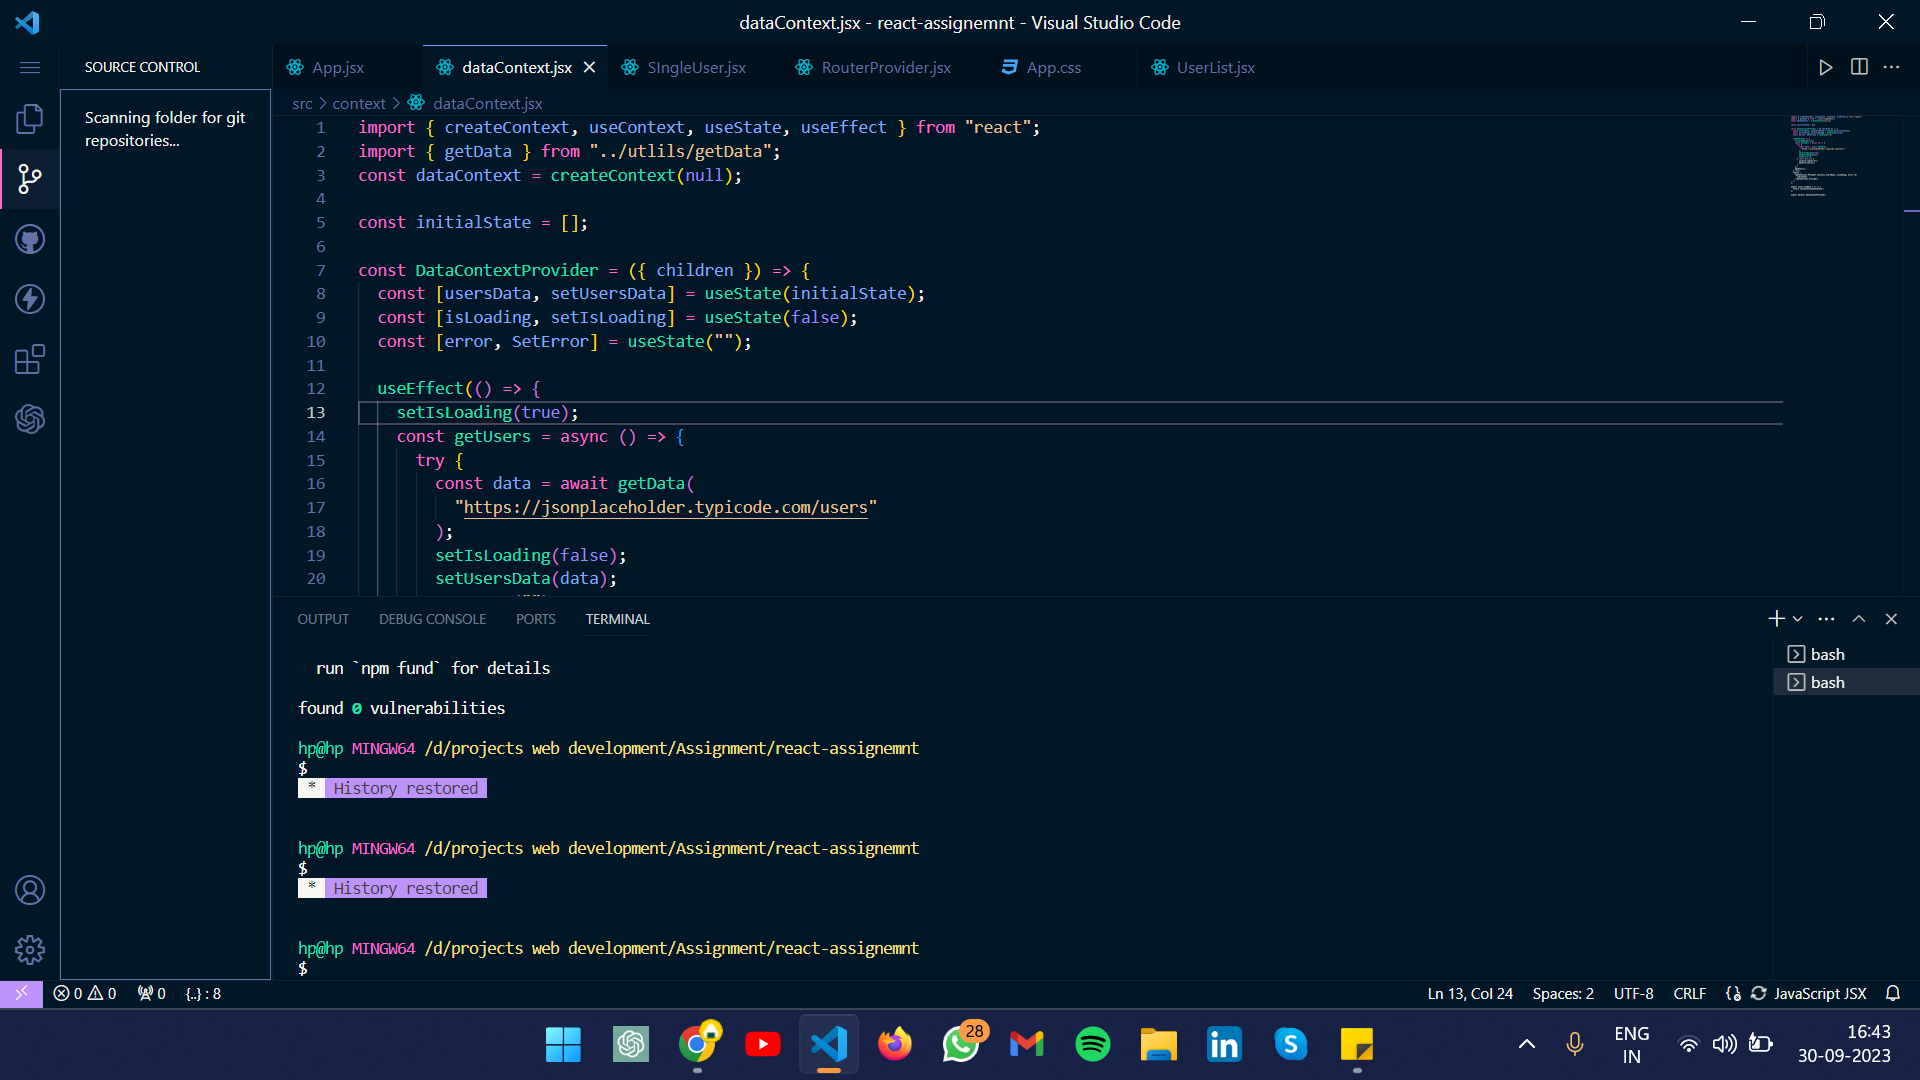 dataContext.jsx - react-assignemnt - Visual Studio Code
SOURCE CONTROL
Scanning folder for git
repositories...
App.jsx
dataContext.jsx
SIngleUser.jsx
RouterProvider.jsx
App.css
UserList.jsx
src > context > dataContext.jsx
1 import { createContext, useContext, useState, useEffect } from "react";
2 import { getData } from "../utlils/getData";
3 const dataContext = createContext(null);
4
5 const initialState = [];
6
7 const DataContextProvider = ({ children }) => {
8 const [usersData, setUsersData] = useState(initialState);
9 const [isLoading, setIsLoading] = useState(false);
10 const [error, SetError] = useState("");
11
12 useEffect(() => {
13 setIsLoading(true);
14 const getUsers = async () => {
15 try {
16 const data = await getData(
17 "https://jsonplaceholder.typicode.com/users"
18 );
19 setIsLoading(false);
20 setUsersData(data);
OUTPUT DEBUG CONSOLE PORTS TERMINAL
run `npm fund` for details
found 0 vulnerabilities
hp@hp MINGW64 /d/projects web development/Assignment/react-assignemnt
$
* History restored
hp@hp MINGW64 /d/projects web development/Assignment/react-assignemnt
$
* History restored
hp@hp MINGW64 /d/projects web development/Assignment/react-assignemnt
$
bash
bash
0 0 0 {..} : 8
Ln 13, Col 24 Spaces: 2 UTF-8 CRLF JavaScript JSX
28
in
S
ENG
IN
16:43
30-09-2023